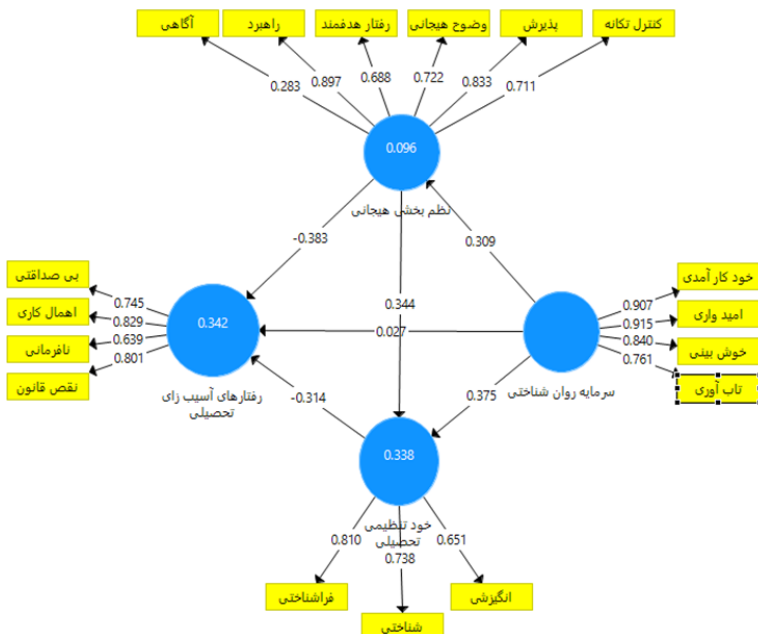 آگاهی
راهبرد
رفتار هدفمند
وضوح هیجانی
پذیرش
کنترل تکانه
0.283
0.897
0.688
0.722
0.833
0.711
0.096
نظم بخشی هیجانی
-0.383
0.309
بی صداقتی
اهمال کاری
نافرمانی
نقص قانون
0.745
0.829
0.639
0.801
0.342
رفتارهای آسیب زای
تحصیلی
0.344
0.027
خود کار آمدی
امید واری
خوش بینی
تاب آوری
0.907
0.915
0.840
0.761
سرمایه روان شناختی
-0.314
0.375
0.338
خود تنظیمی
تحصیلی
0.810
0.738
0.651
فراشناختی
شناختی
انگیزشی